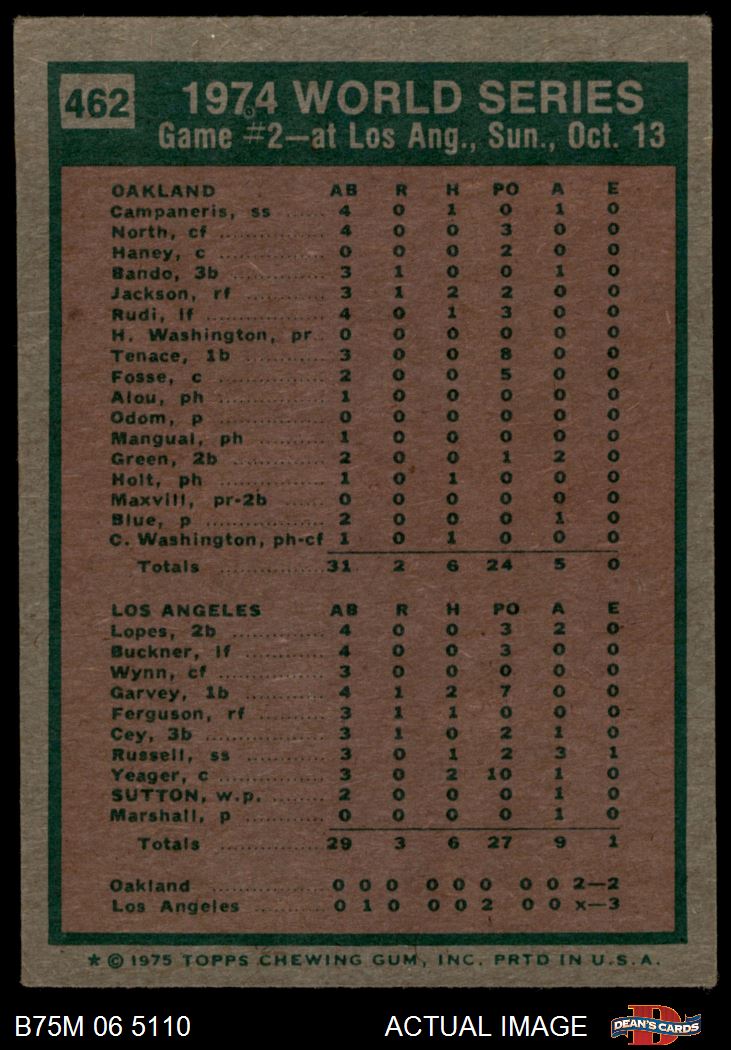 462
1974 WORLD SERIES
Game #2—at Los Ang., Sun., Oct. 13
OAKLAND AB R H PO A E
Campaneris, ss ...... 4 0 1 0 1 0
North, cf ............... 4 0 0 3 0 0
Haney, c ............... 0 0 0 2 0 0
Bando, 3b ............. 3 1 0 0 1 0
Jackson, rf ........... 3 1 2 2 0 0
Rudi, lf ................. 4 0 1 3 0 0
H. Washington, pr.. 0 0 0 0 0 0
Tenace, 1b ........... 3 0 0 8 0 0
Fosse, c ............... 2 0 0 5 0 0
Alou, ph ............... 1 0 0 0 0 0
Odom, p ............... 0 0 0 0 0 0
Mangual, ph ......... 1 0 0 0 0 0
Green, 2b ............. 2 0 0 1 2 0
Holt, ph ............... 1 0 1 0 0 0
Maxvill, pr-2b ....... 0 0 0 0 0 0
Blue, p ................. 2 0 0 0 1 0
C. Washington, ph-cf 1 0 1 0 0 0
Totals ............... 31 2 6 24 5 0
LOS ANGELES AB R H PO A E
Lopes, 2b ............. 4 0 0 3 2 0
Buckner, lf ........... 4 0 0 3 0 0
Wynn, cf ............... 3 0 0 0 0 0
Garvey, 1b ........... 4 1 2 7 0 0
Ferguson, rf ......... 3 1 1 0 0 0
Cey, 3b ................. 3 1 0 2 1 0
Russell, ss ........... 3 0 1 2 3 1
Yeager, c ............. 3 0 2 10 1 0
SUTTON, w.p. ....... 2 0 0 0 1 0
Marshall, p ........... 0 0 0 0 1 0
Totals ............... 29 3 6 27 9 1
Oakland ............... 0 0 0 0 0 0 0 0 2—2
Los Angeles ......... 0 1 0 0 0 2 0 0 x—3
* © 1975 TOPPS CHEWING GUM, INC. PRTD IN U.S.A.
B75M 06 5110 ACTUAL IMAGE
D
DEAN'S CARDS